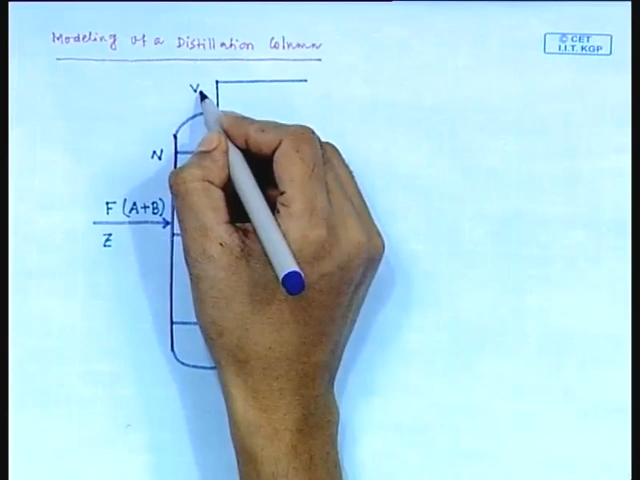 Modeling of a Distillation Column
© CET
I.I.T. KGP
V
N
F (A+B)
Z